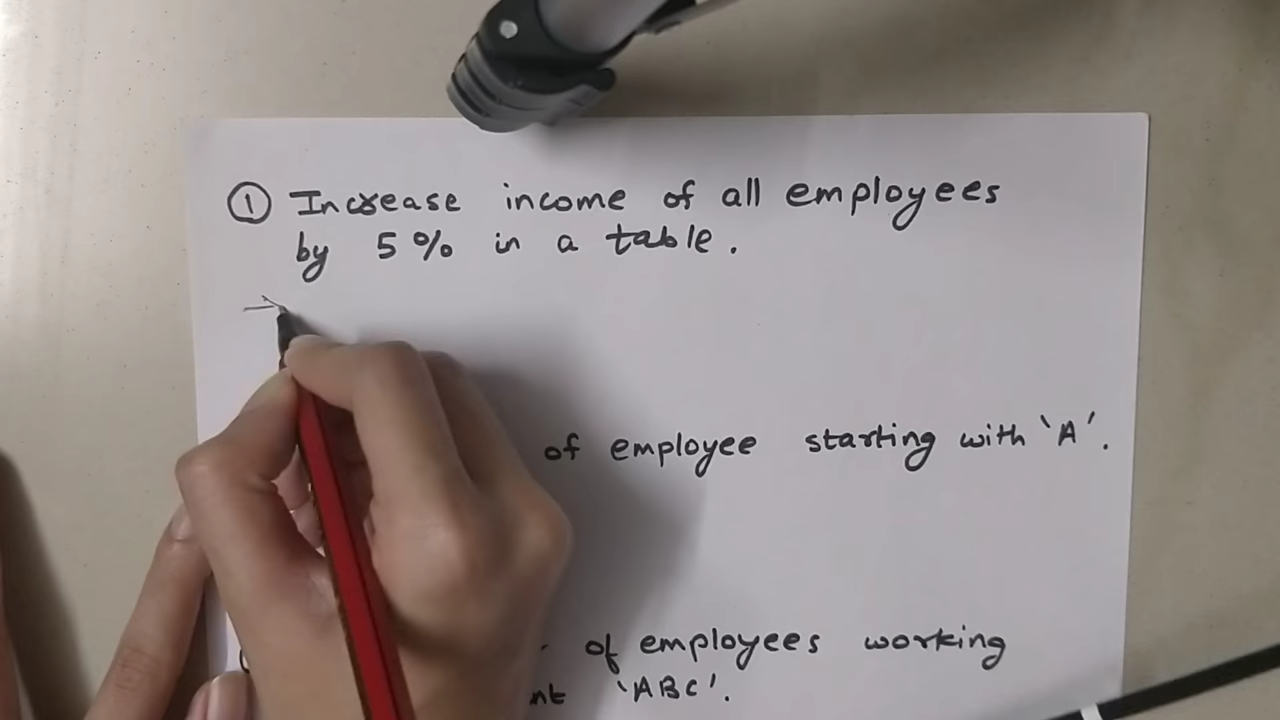 ① Increase income of all employees
by 5% in a table.
of employee starting with 'A'.
of employees working
'ABC'.